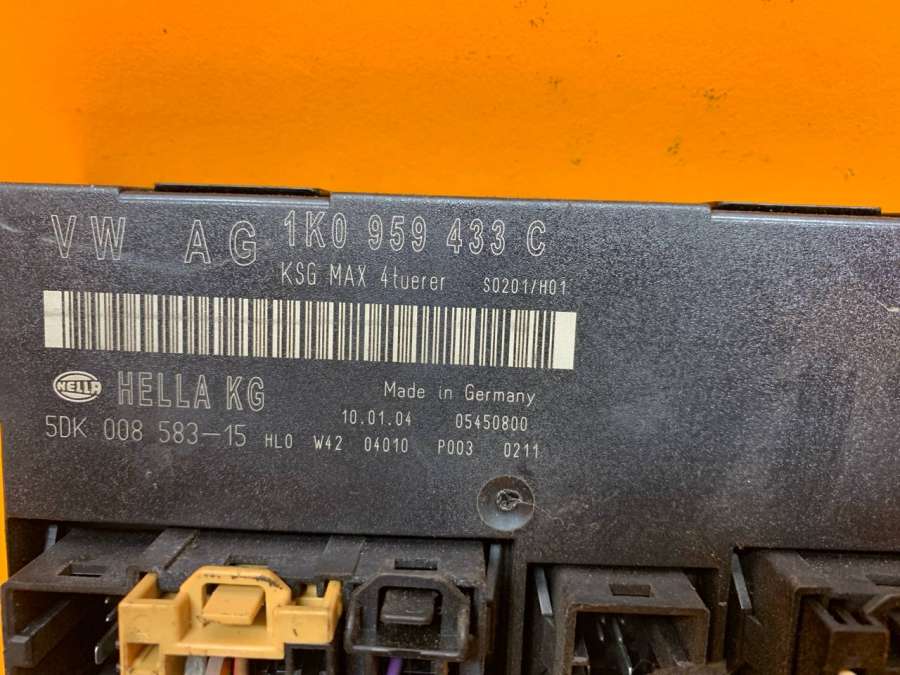 VW AG 1K0 959 433 C
KSG MAX 4tuerer S0201/H01
HELLA HELLA KG Made in Germany
10.01.04 05450800
5DK 008 583-15 HLO W42 04010 P003 0211